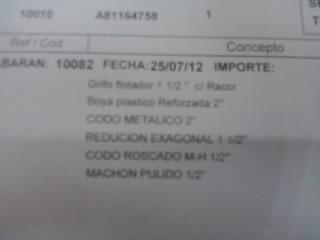 10010 A81164758 1
Ref / Cod Concepto
BARAN: 10082 FECHA:25/07/12 IMPORTE:
Grifo flotador 1 1/2 " c/ Racor
Boya plastico Reforzada 2"
CODO METALICO 2"
REDUCION EXAGONAL 1 1/2"
CODO ROSCADO M-H 1/2"
MACHON PULIDO 1/2"